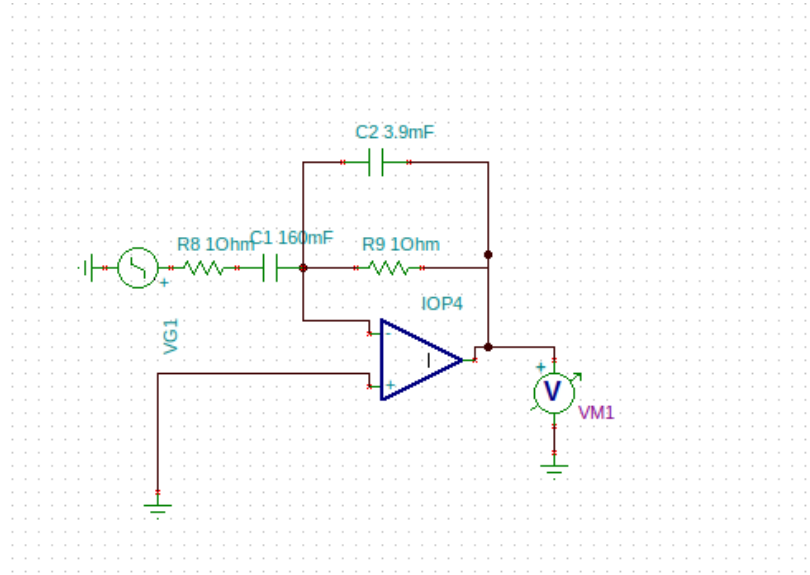 C2 3.9mF
R8 1Ohm
C1 160mF
R9 1Ohm
IOP4
+
VG1
-
I
+
+
V
VM1